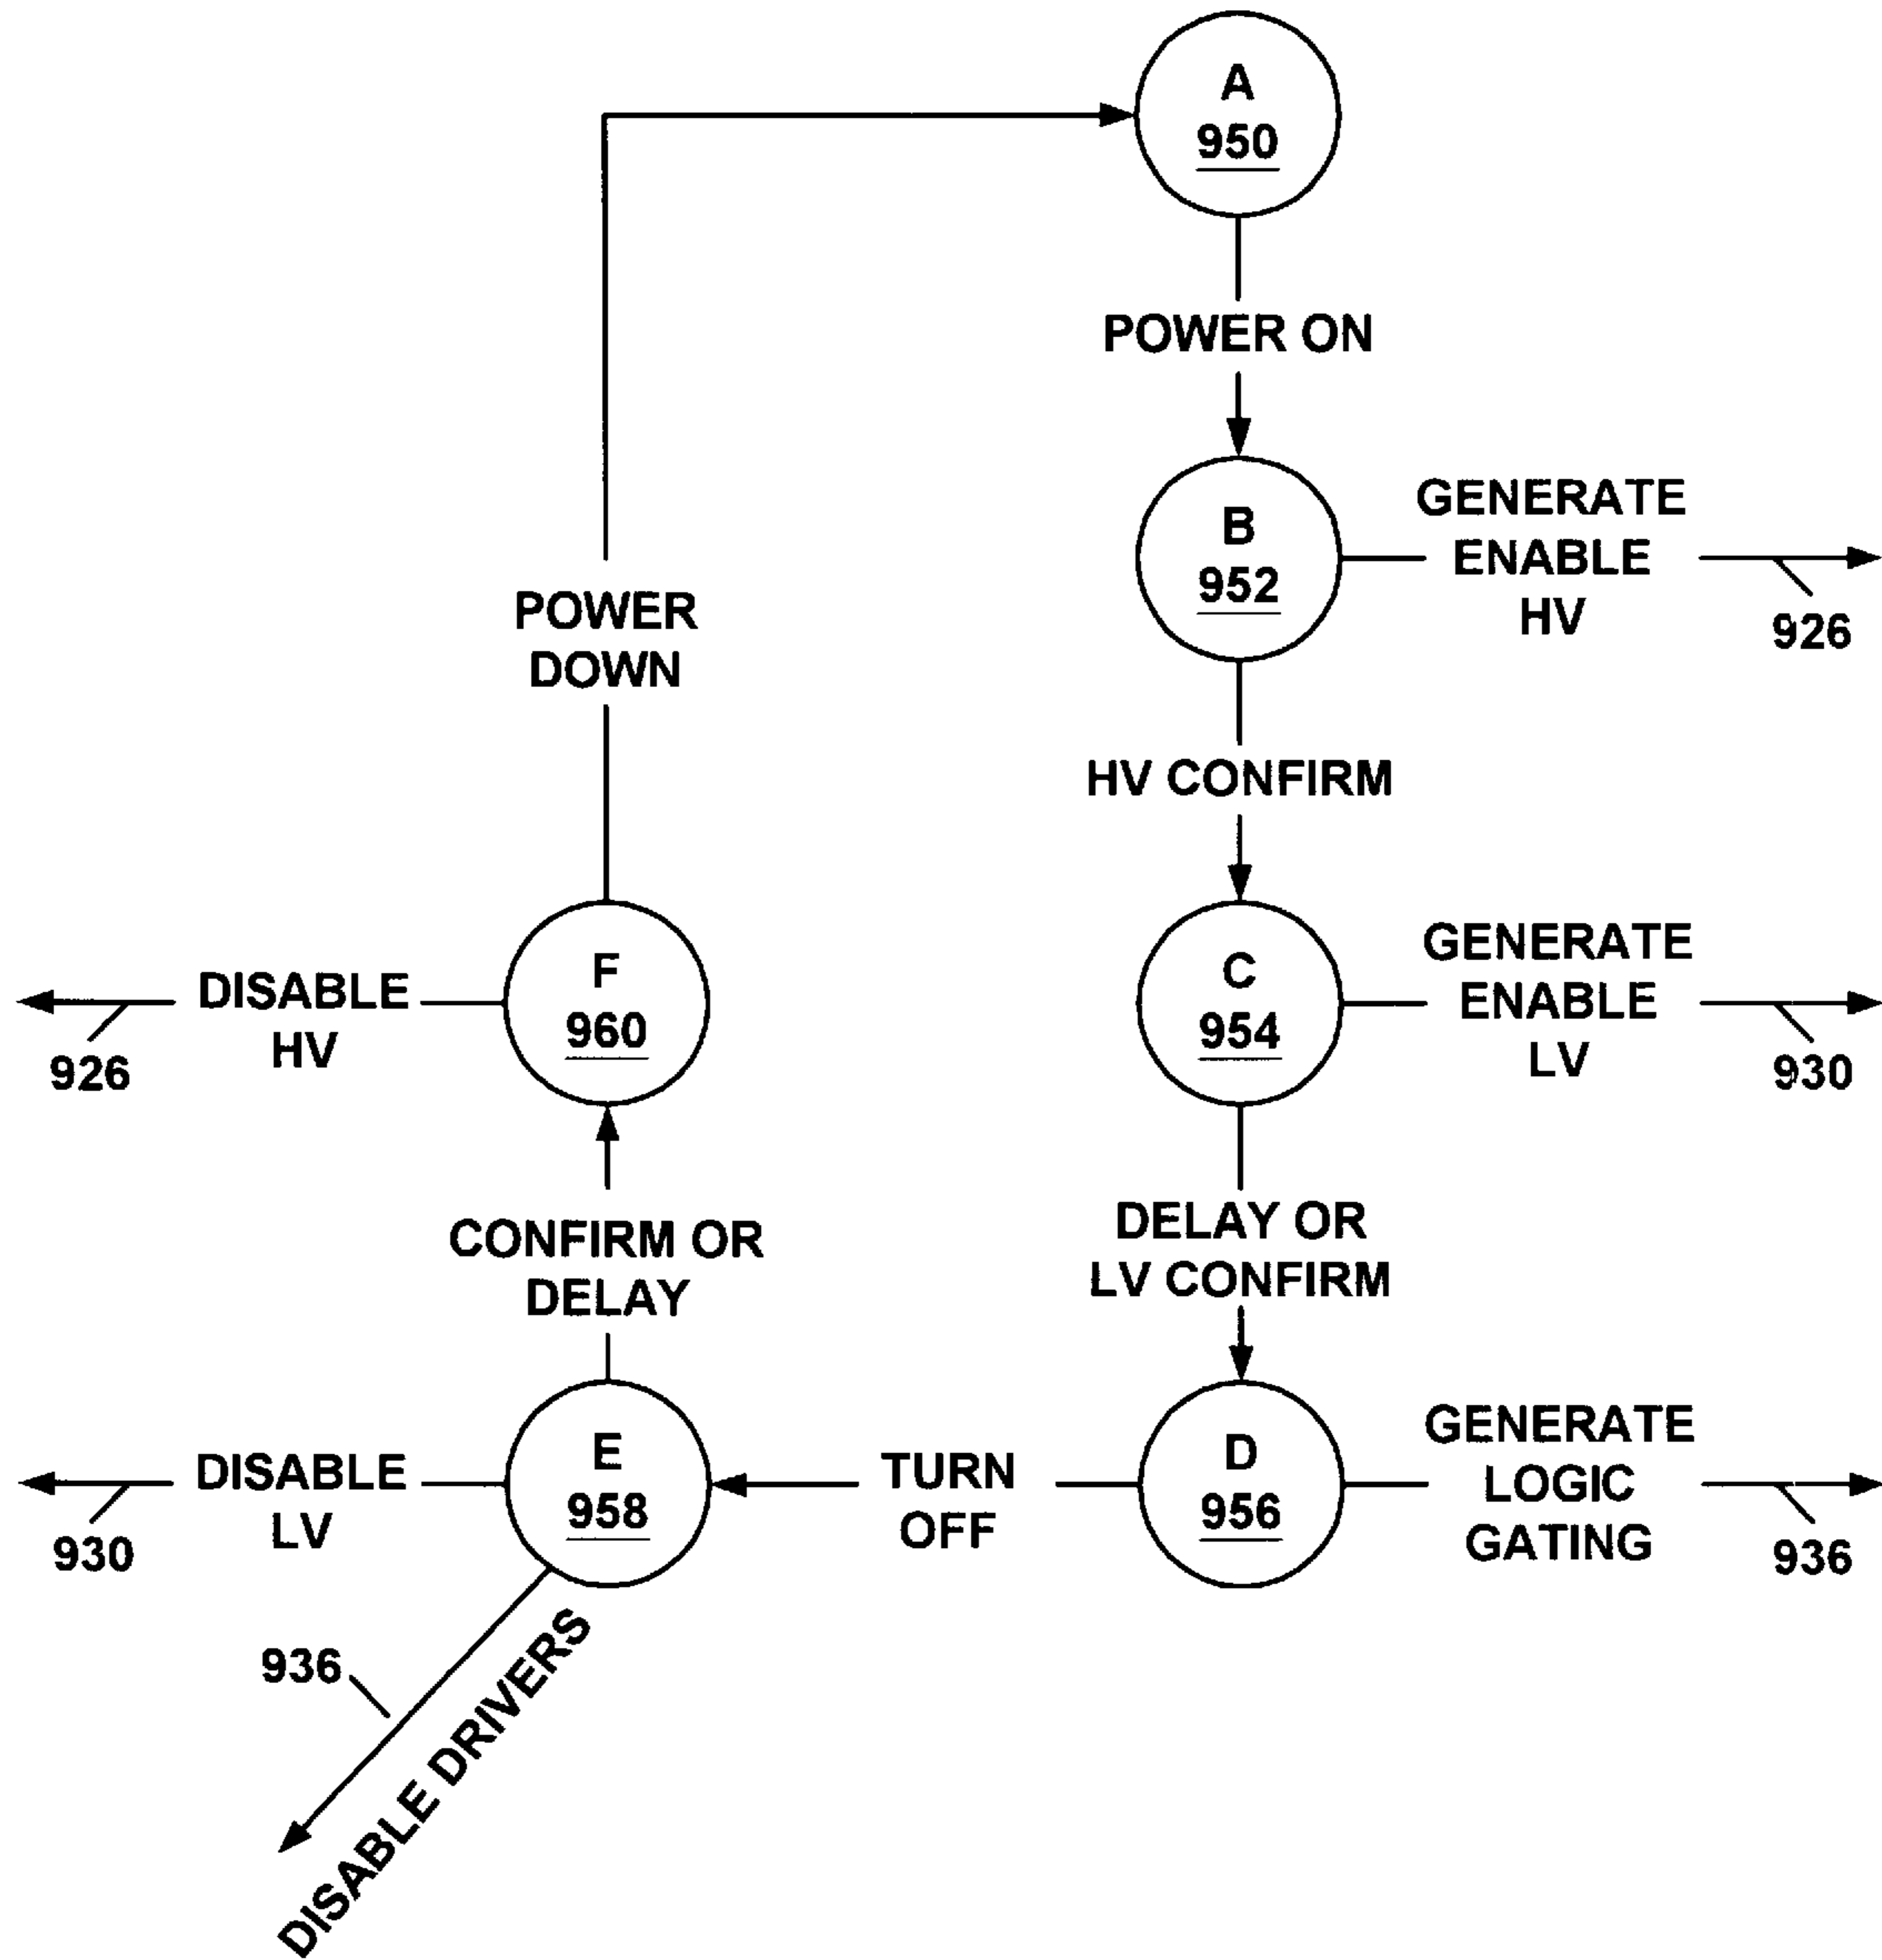 A
950
POWER ON
B
952
GENERATE
ENABLE
HV
926
HV CONFIRM
C
954
GENERATE
ENABLE
LV
930
DELAY OR
LV CONFIRM
D
956
GENERATE
LOGIC
GATING
936
TURN
OFF
E
958
DISABLE
LV
930
936
DISABLE DRIVERS
CONFIRM OR
DELAY
F
960
DISABLE
HV
926
POWER
DOWN